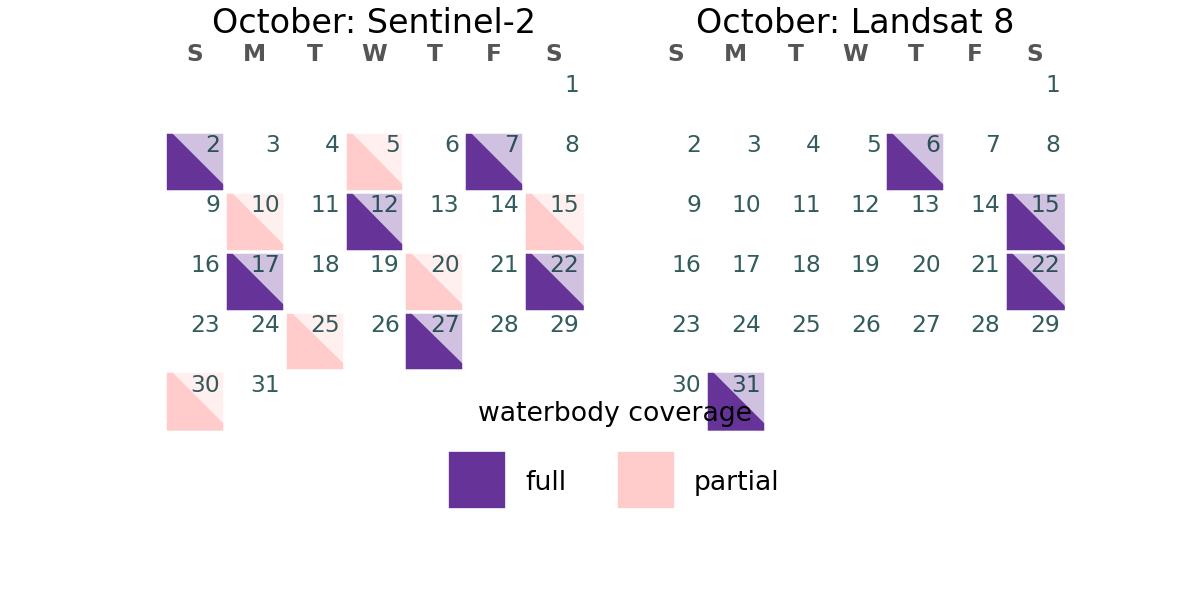 October: Sentinel-2
S M T W T F S
1
2 3 4 5 6 7 8
9 10 11 12 13 14 15
16 17 18 19 20 21 22
23 24 25 26 27 28 29
30 31
October: Landsat 8
S M T W T F S
1
2 3 4 5 6 7 8
9 10 11 12 13 14 15
16 17 18 19 20 21 22
23 24 25 26 27 28 29
30 31
waterbody coverage
full partial